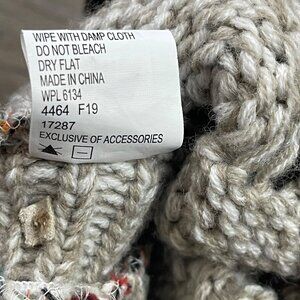 WIPE WITH DAMP CLOTH
DO NOT BLEACH
DRY FLAT
MADE IN CHINA
WPL 6134
4464 F19
17287
EXCLUSIVE OF ACCESSORIES